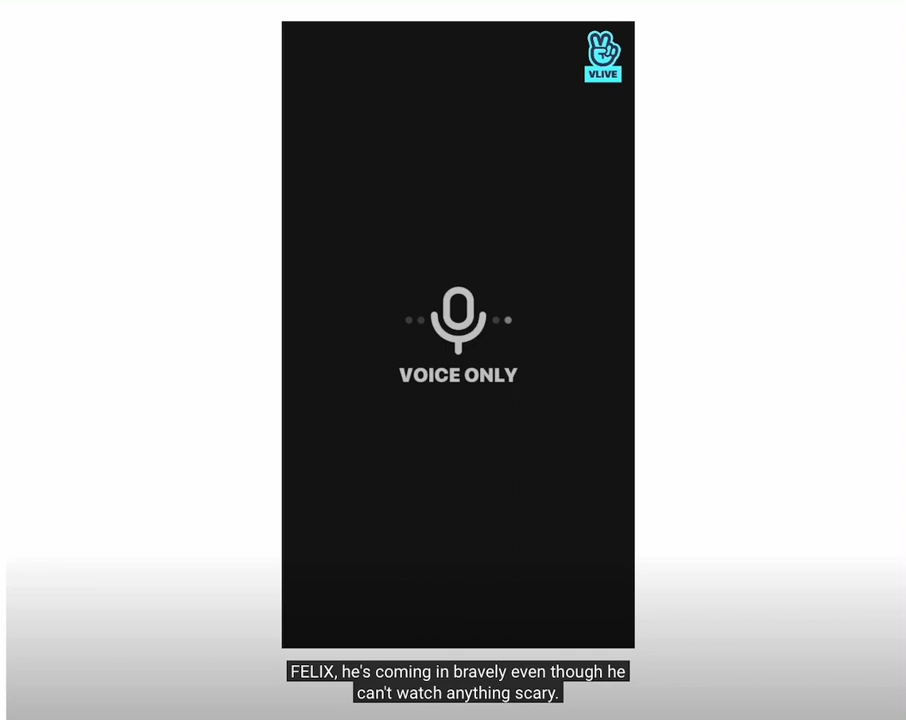 VLIVE
VOICE ONLY
FELIX, he's coming in bravely even though he
can't watch anything scary.